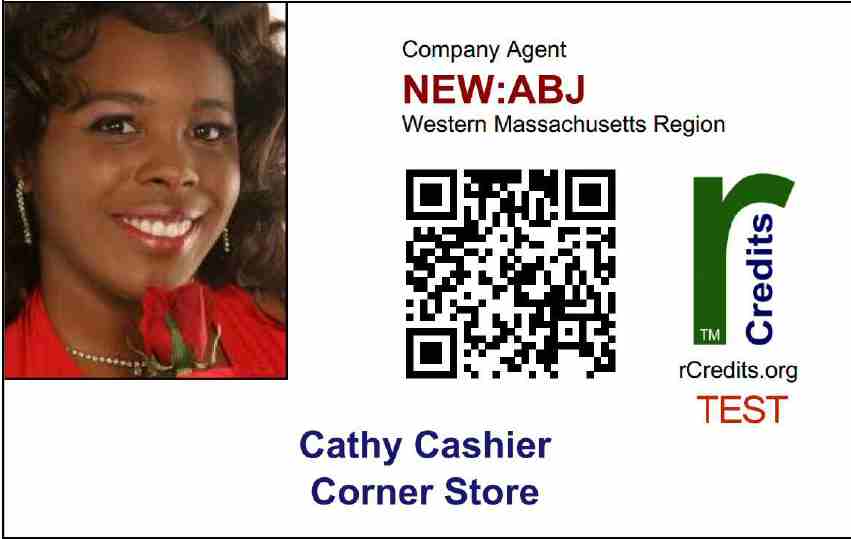 Company Agent
NEW:ABJ
Western Massachusetts Region
r
Credits
TM
rCredits.org
TEST
Cathy Cashier
Corner Store